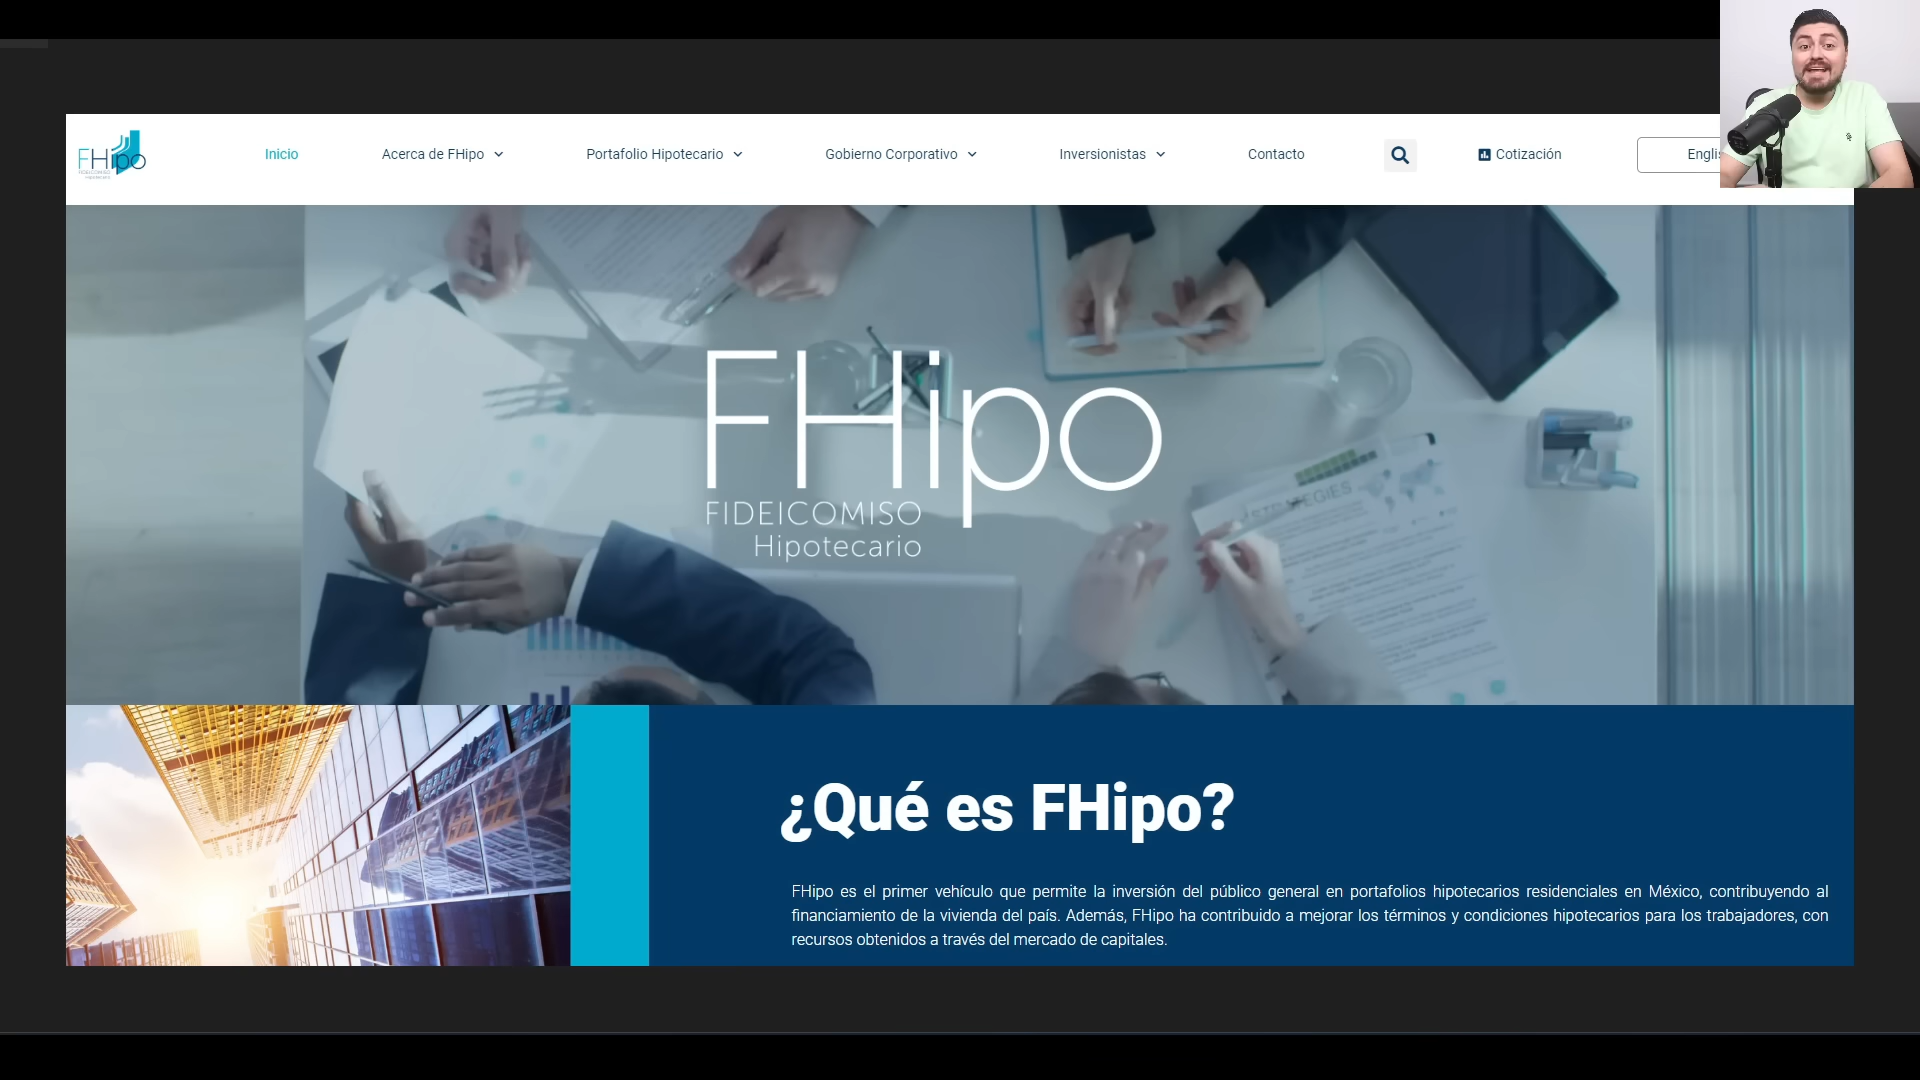 FHipo
FIDEICOMISO
Hipotecario
Inicio
Acerca de FHipo
Portafolio Hipotecario
Gobierno Corporativo
Inversionistas
Contacto
Cotización
FHipo
FIDEICOMISO
Hipotecario
STRATEGIES
¿Qué es FHipo?
FHipo es el primer vehículo que permite la inversión del público general en portafolios hipotecarios residenciales en México, contribuyendo al
financiamiento de la vivienda del país. Además, FHipo ha contribuido a mejorar los términos y condiciones hipotecarios para los trabajadores, con
recursos obtenidos a través del mercado de capitales.